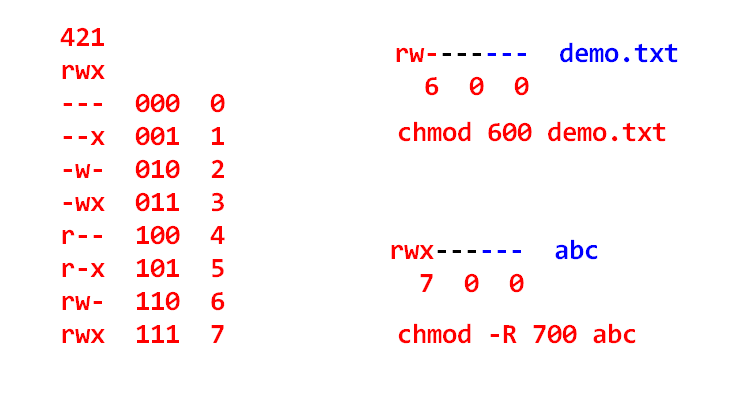 421
rwx
--- 000 0
--x 001 1
-w- 010 2
-wx 011 3
r-- 100 4
r-x 101 5
rw- 110 6
rwx 111 7
rw------- demo.txt
6 0 0
chmod 600 demo.txt
rwx------ abc
7 0 0
chmod -R 700 abc